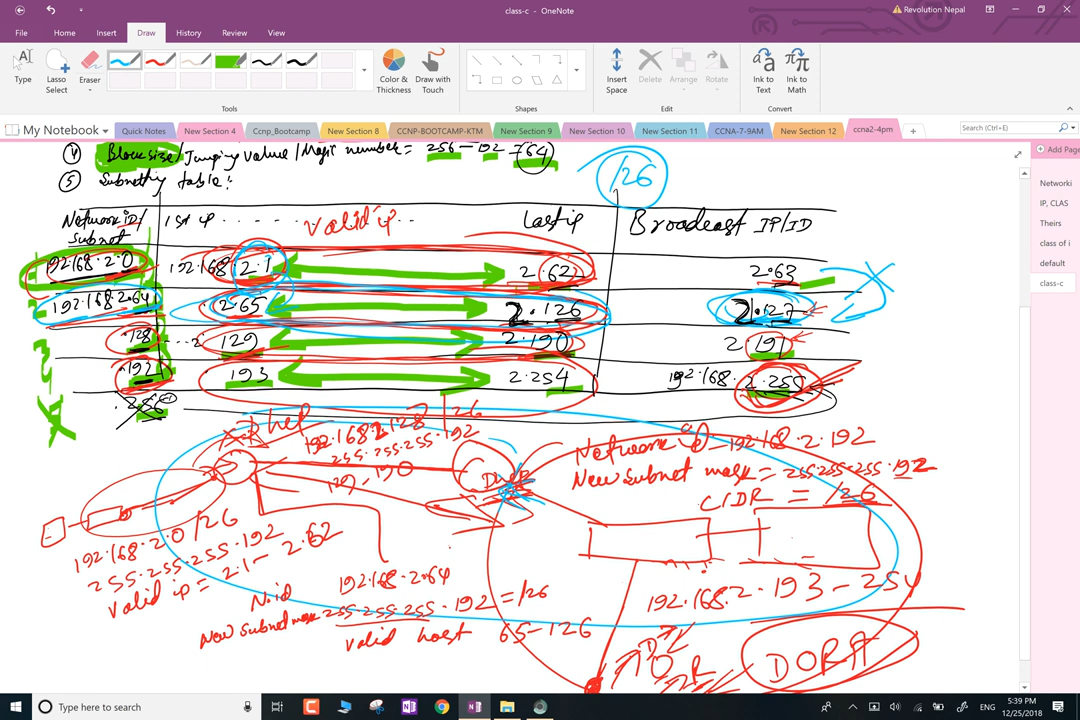 class-c - OneNote
Revolution Nepal
File Home Insert Draw History Review View
Type
Lasso Select
Eraser
Color & Thickness
Draw with Touch
Insert Space
Delete
Arrange
Rotate
Ink to Text
Ink to Math
Tools
Shapes
Edit
Convert
My Notebook
Quick Notes New Section 4 Ccnp_Bootcamp New Section 8 CCNP-BOOTCAMP-KTM New Section 9 New Section 10 New Section 11 CCNA-7-9AM New Section 12 ccna2-4pm
Search (Ctrl+E)
Add Page
Networki
IP, CLAS
Theirs
class of i
default
class-c
④ Block size / Jumping value / Magic number = 256 - 192 = 64
/26
⑤ Subnetting table:
Network ID/ Subnet 1st ip ..... Valid ip ... Last ip Broadcast IP/ID
192.168.2.0 192.168.2.1 2.62 2.63
192.168.2.64 2.65 2.126 2.127
.128 129 2.190 2.191
.192 193 2.254 192.168.2.255
.256
192.168.2.128 /26
255.255.255.192
129 - 190
Network id - 192.168.2.192
New subnet mask = 255.255.255.192
CIDR = /26
192.168.2.0/26
255.255.255.192
Valid ip = 2.1 - 2.62
N.id 192.168.2.64
New subnet mask 255.255.255.192 = /26
valid host 65-126
192.168.2.193 - 254
DORA
Type here to search
ENG
5:39 PM
12/25/2018